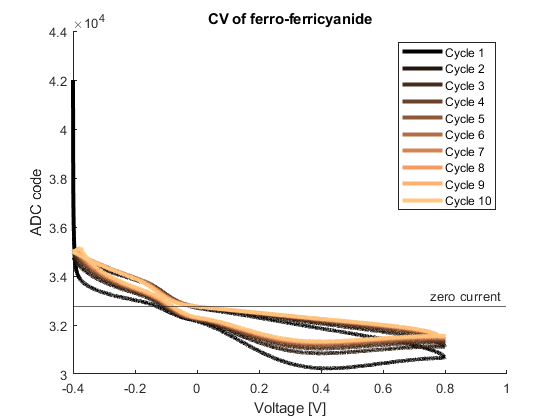 CV of ferro-ferricyanide
×10⁴
4.4
4.2
4
3.8
3.6
3.4
3.2
3
ADC code
-0.4
-0.2
0
0.2
0.4
0.6
0.8
1
Voltage [V]
Cycle 1
Cycle 2
Cycle 3
Cycle 4
Cycle 5
Cycle 6
Cycle 7
Cycle 8
Cycle 9
Cycle 10
zero current